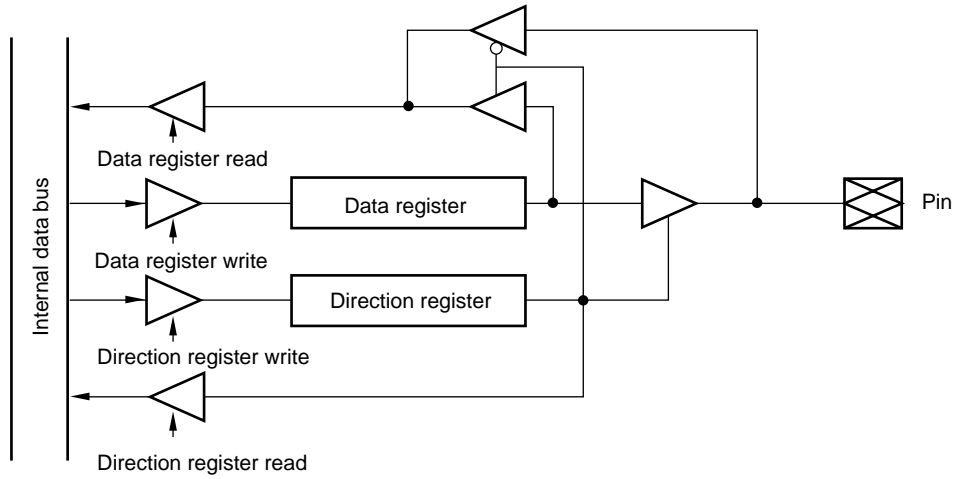 Internal data bus
Data register read
Data register
Pin
Data register write
Direction register
Direction register write
Direction register read